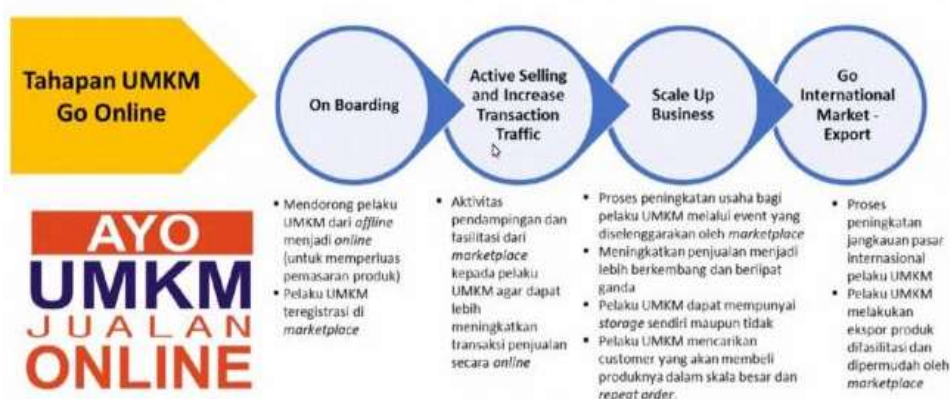 Tahapan UMKM
Go Online
On Boarding
Active Selling
and Increase
Transaction
Traffic
Scale Up
Business
Go
International
Market -
Export
▪ Mendorong pelaku
UMKM dari offline
menjadi online
(untuk memperluas
pemasaran produk)
▪ Pelaku UMKM
teregistrasi di
marketplace
▪ Aktivitas
pendampingan dan
fasilitasi dari
marketplace
kepada pelaku
UMKM agar dapat
lebih
meningkatkan
transaksi penjualan
secara online
▪ Proses peningkatan usaha bagi
pelaku UMKM melalui event yang
diselenggarakan oleh marketplace
▪ Meningkatkan penjualan menjadi
lebih berkembang dan berlipat
ganda
▪ Pelaku UMKM dapat mempunyai
storage sendiri maupun tidak
▪ Pelaku UMKM mencarikan
customer yang akan membeli
produknya dalam skala besar dan
repeat order.
▪ Proses
peningkatan
jangkauan pasar
internasional
pelaku UMKM
▪ Pelaku UMKM
melakukan
ekspor produk
difasilitasi dan
dipermudah oleh
marketplace
AYO
UMKM
JUALAN
ONLINE